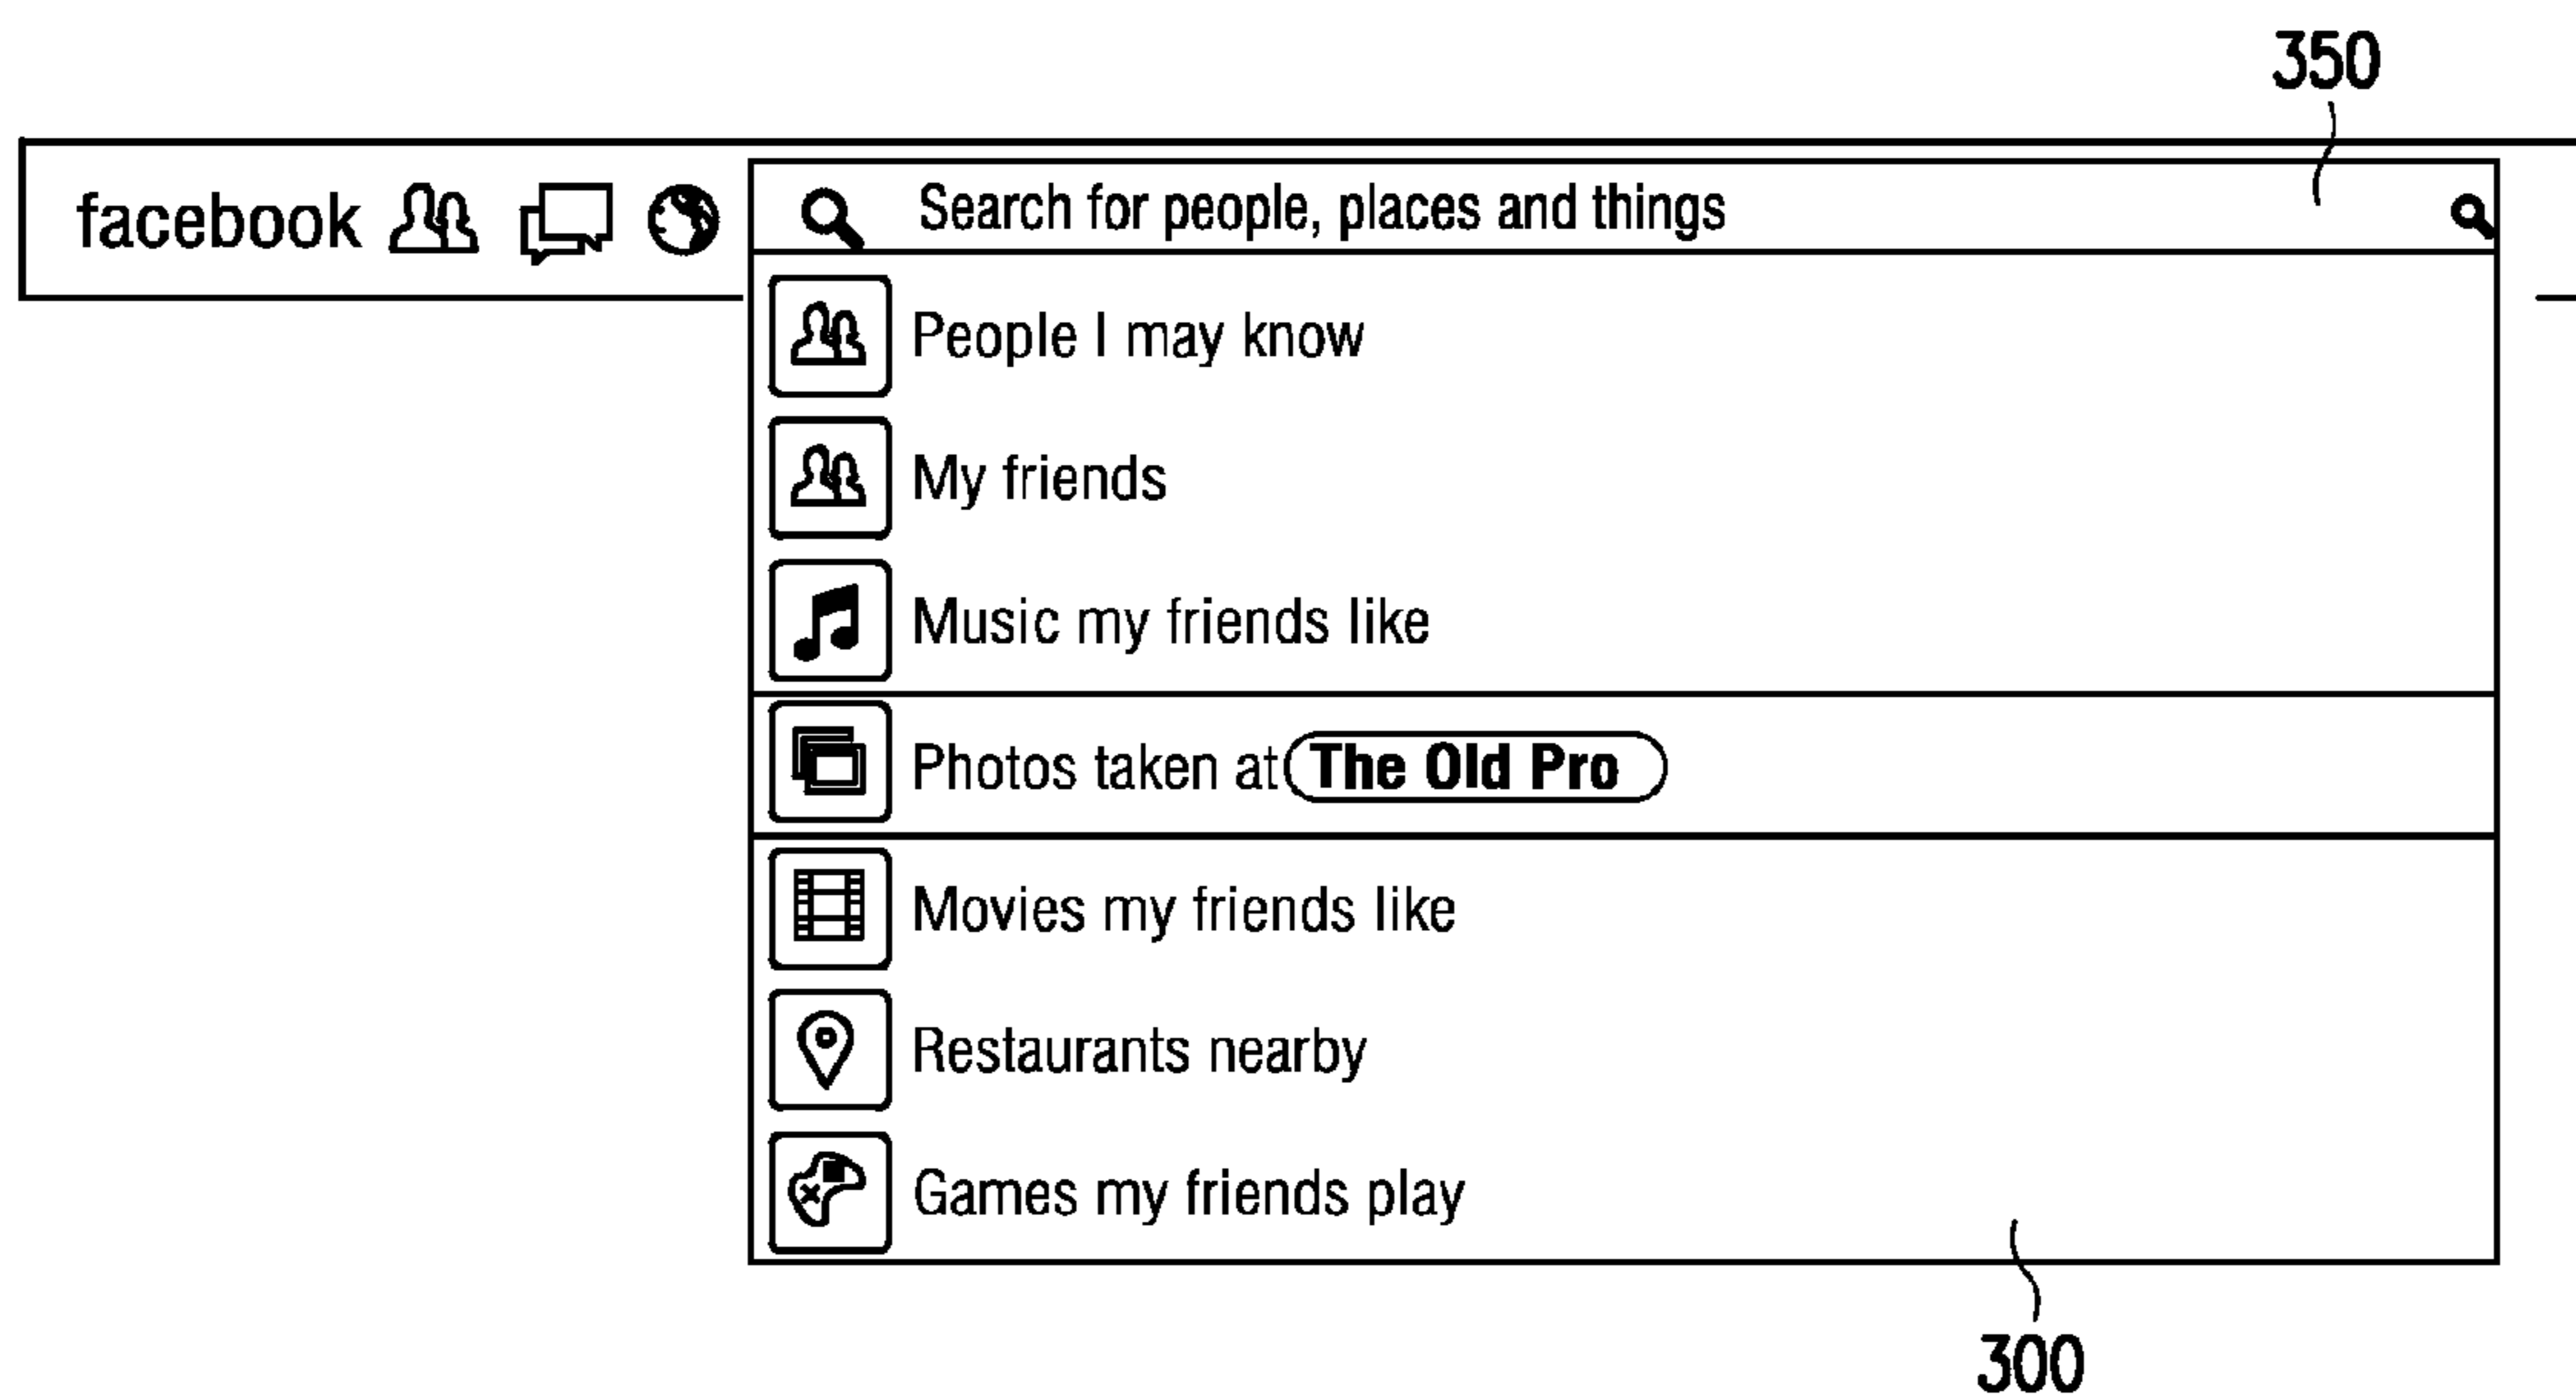 350
facebook Search for people, places and things
People I may know
My friends
Music my friends like
Photos taken at The Old Pro
Movies my friends like
Restaurants nearby
Games my friends play
300